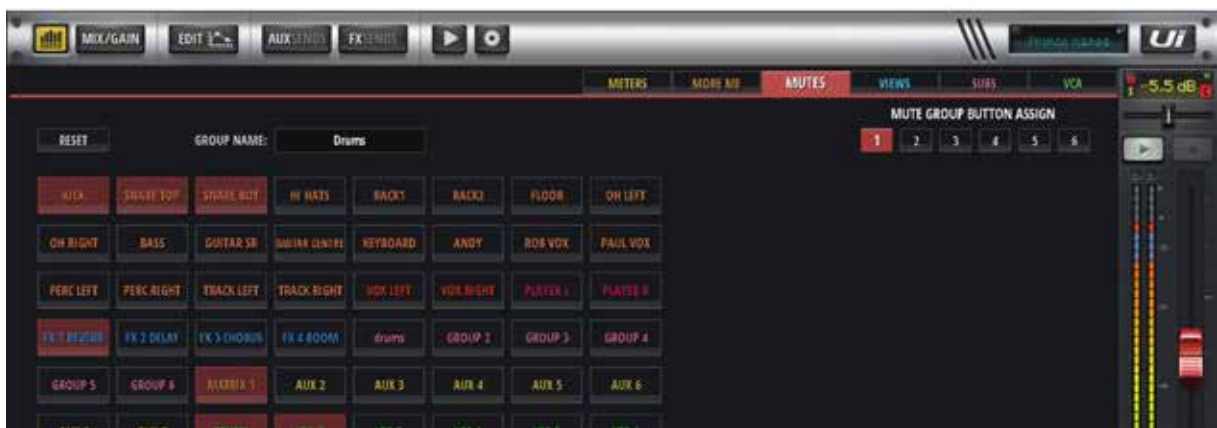 MIX/GAIN EDIT AUX SENDS FX SENDS Ui
METERS MORE ME MUTES VIEWS SUBS VCA -5.5 dB
MUTE GROUP BUTTON ASSIGN
RESET GROUP NAME: Drums 1 2 3 4 5 6
KICK SNARE TOP SNARE BOT HI HATS RACK1 RACK2 FLOOR OH LEFT
OH RIGHT BASS GUITAR SR GUITAR CENTRE KEYBOARD ANDY ROB VOX PAUL VOX
PERC LEFT PERC RIGHT TRACK LEFT TRACK RIGHT VOX LEFT VOX RIGHT PLAYER L PLAYER R
FX 1 REVERB FX 2 DELAY FX 3 CHORUS FX 4 ROOM drums GROUP 2 GROUP 3 GROUP 4
GROUP 5 GROUP 6 MATRIX 1 AUX 2 AUX 3 AUX 4 AUX 5 AUX 6